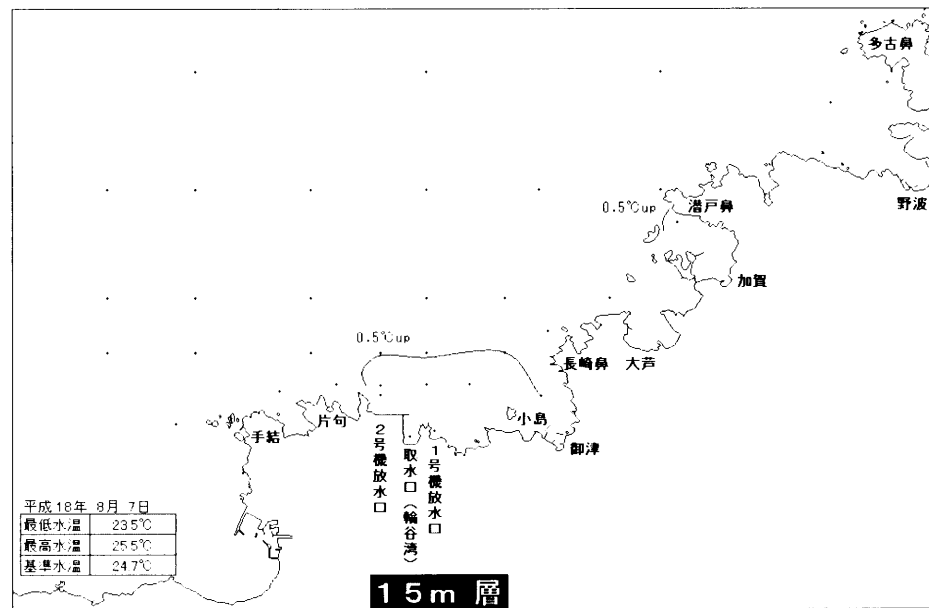 多古鼻
0.5℃up
潜戸鼻
野波
加賀
0.5℃up
長崎鼻
大芦
小島
片句
手結
御津
2号機放水口
取水口(輪谷湾)
1号機放水口
平成18年 8月 7日
最低水温 23.5℃
最高水温 25.5℃
基準水温 24.7℃
15m 層